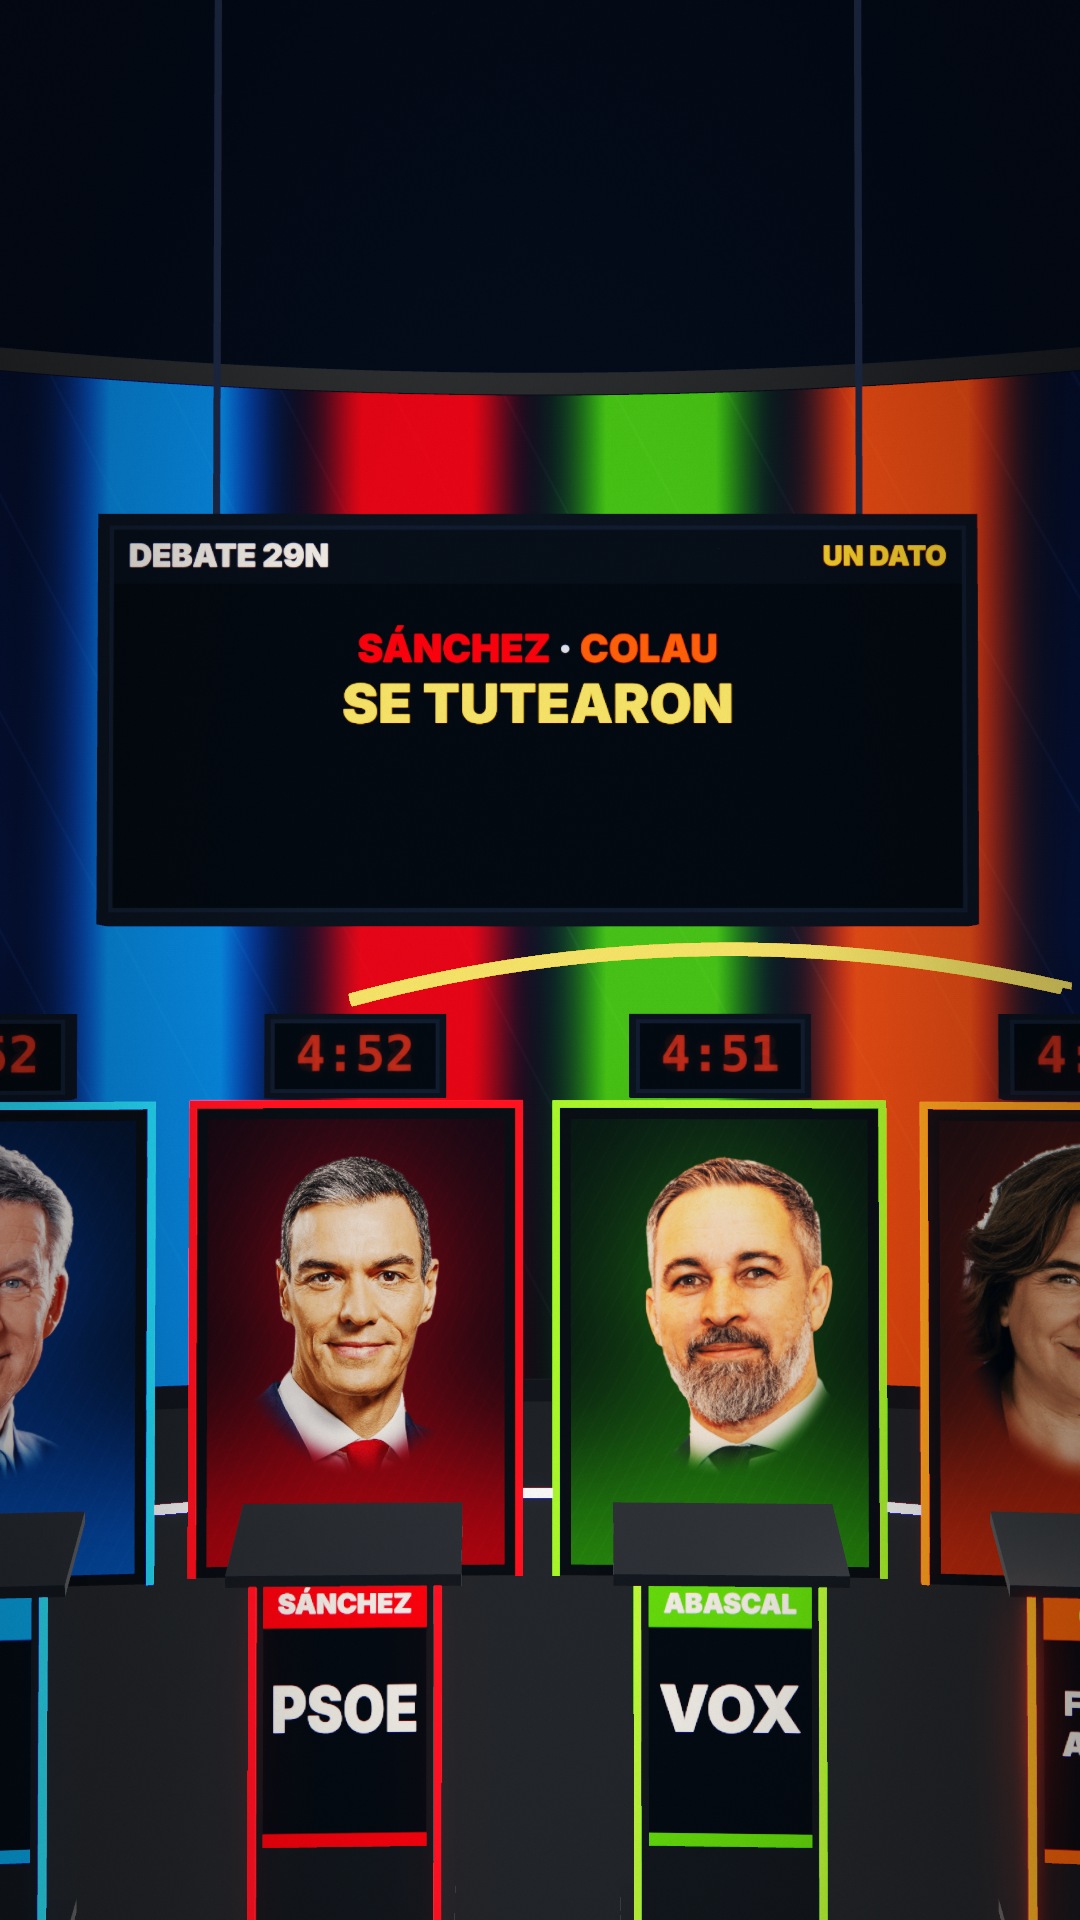 DEBATE 29N
UN DATO
SÁNCHEZ · COLAU
SE TUTEARON
4:52
4:51
SÁNCHEZ
ABASCAL
PSOE
VOX